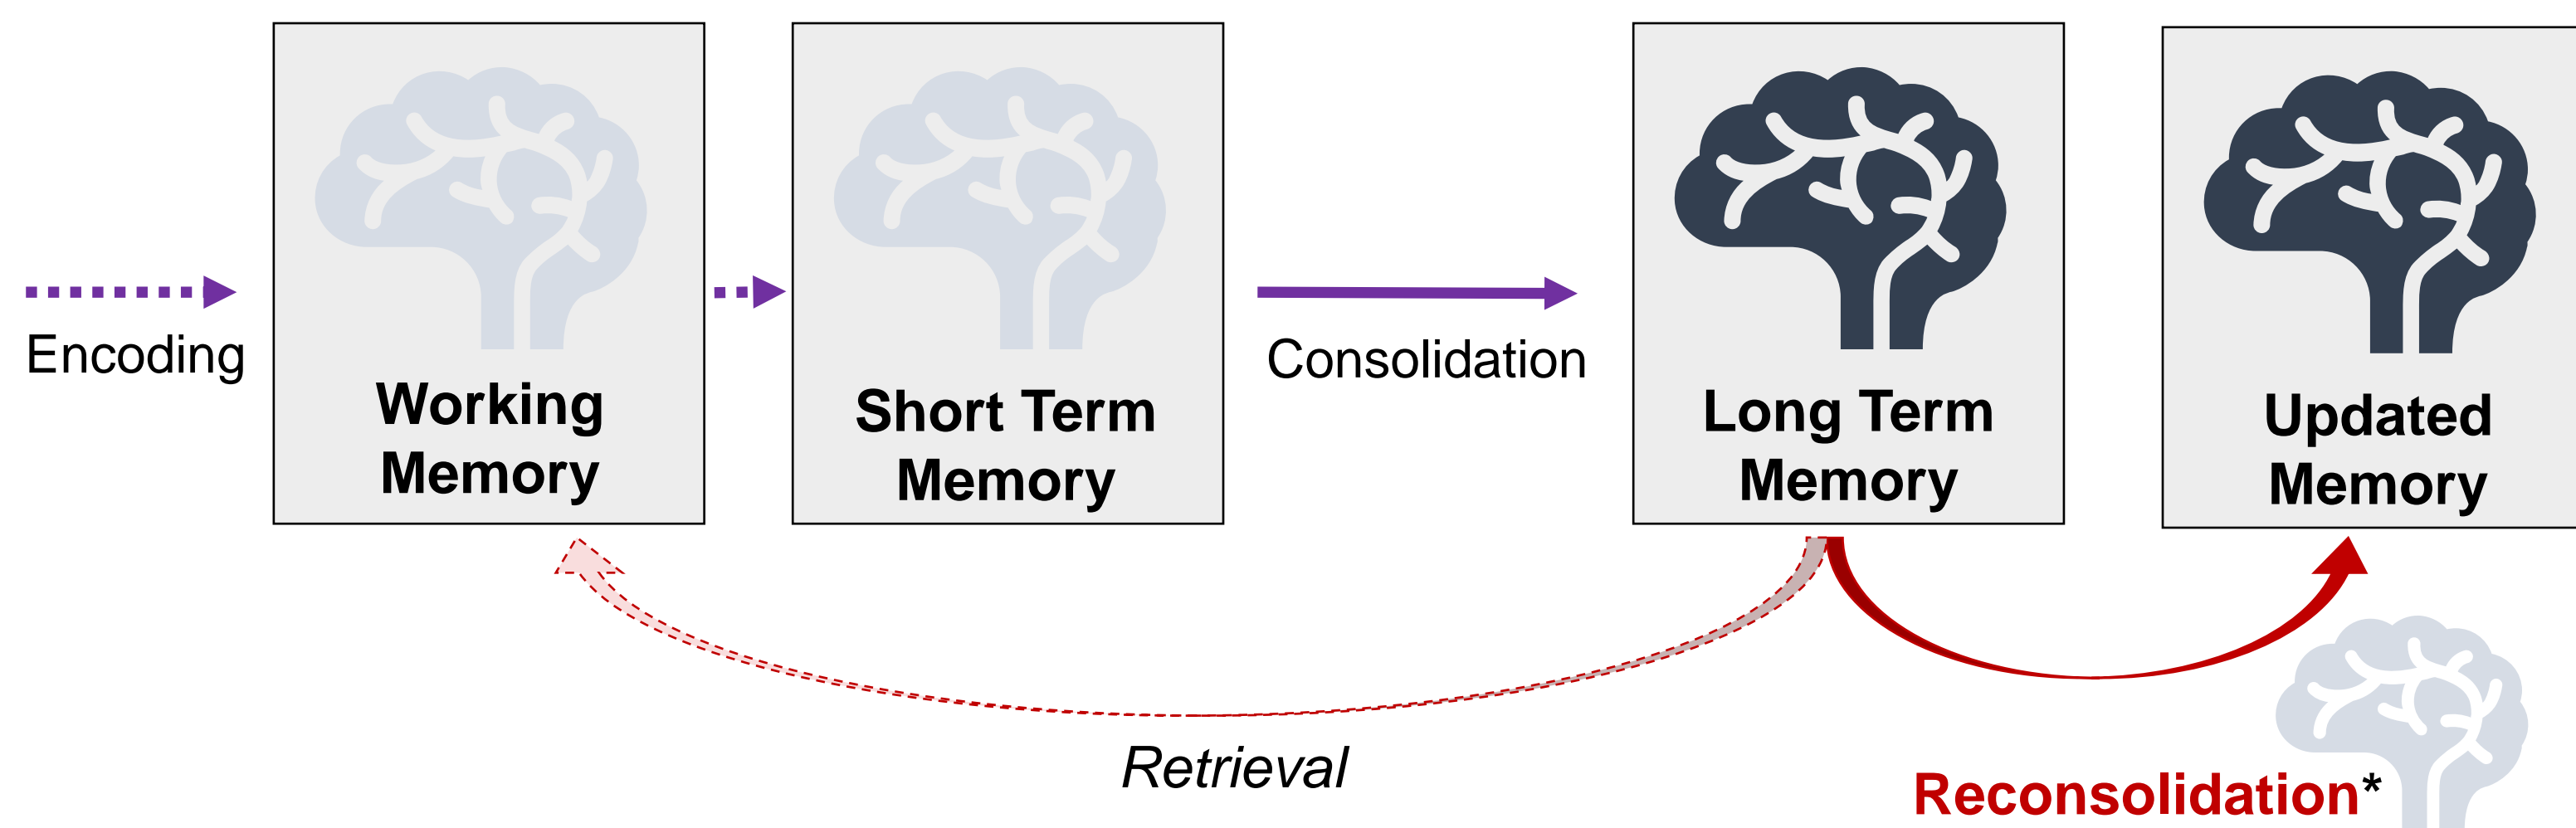 Encoding
Working
Memory
Short Term
Memory
Consolidation
Long Term
Memory
Updated
Memory
Retrieval
Reconsolidation*